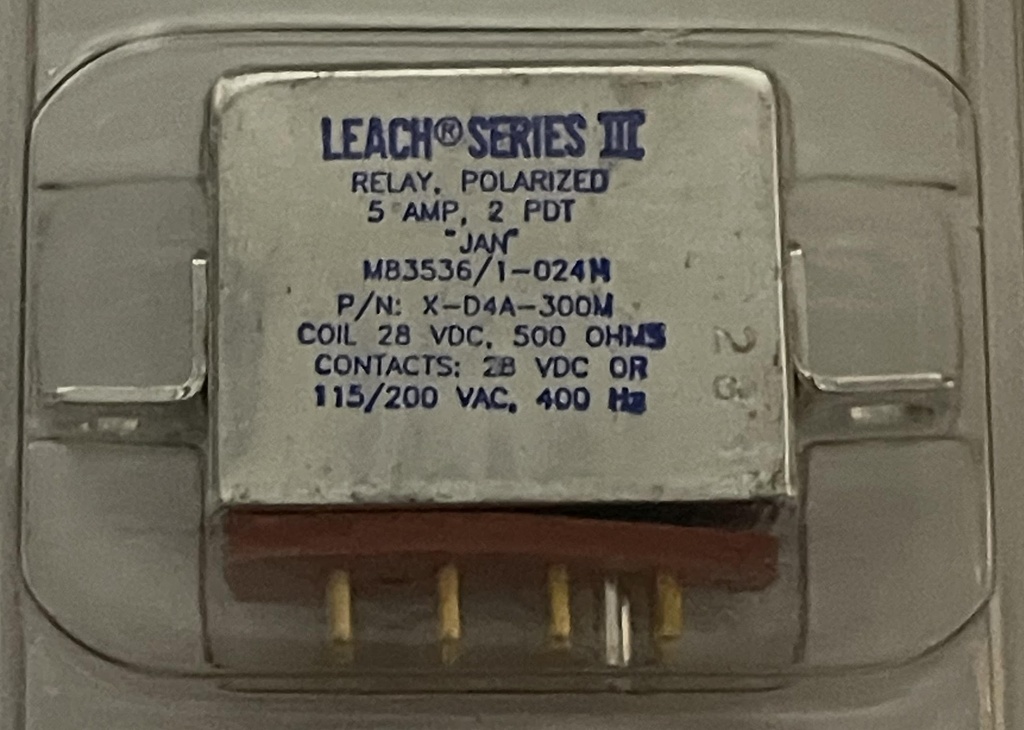 LEACH® SERIES III
RELAY, POLARIZED
5 AMP, 2 PDT
"JAN"
M83536/1-024M
P/N: X-D4A-300M
COIL 28 VDC, 500 OHMS
CONTACTS: 28 VDC OR
115/200 VAC, 400 Hz